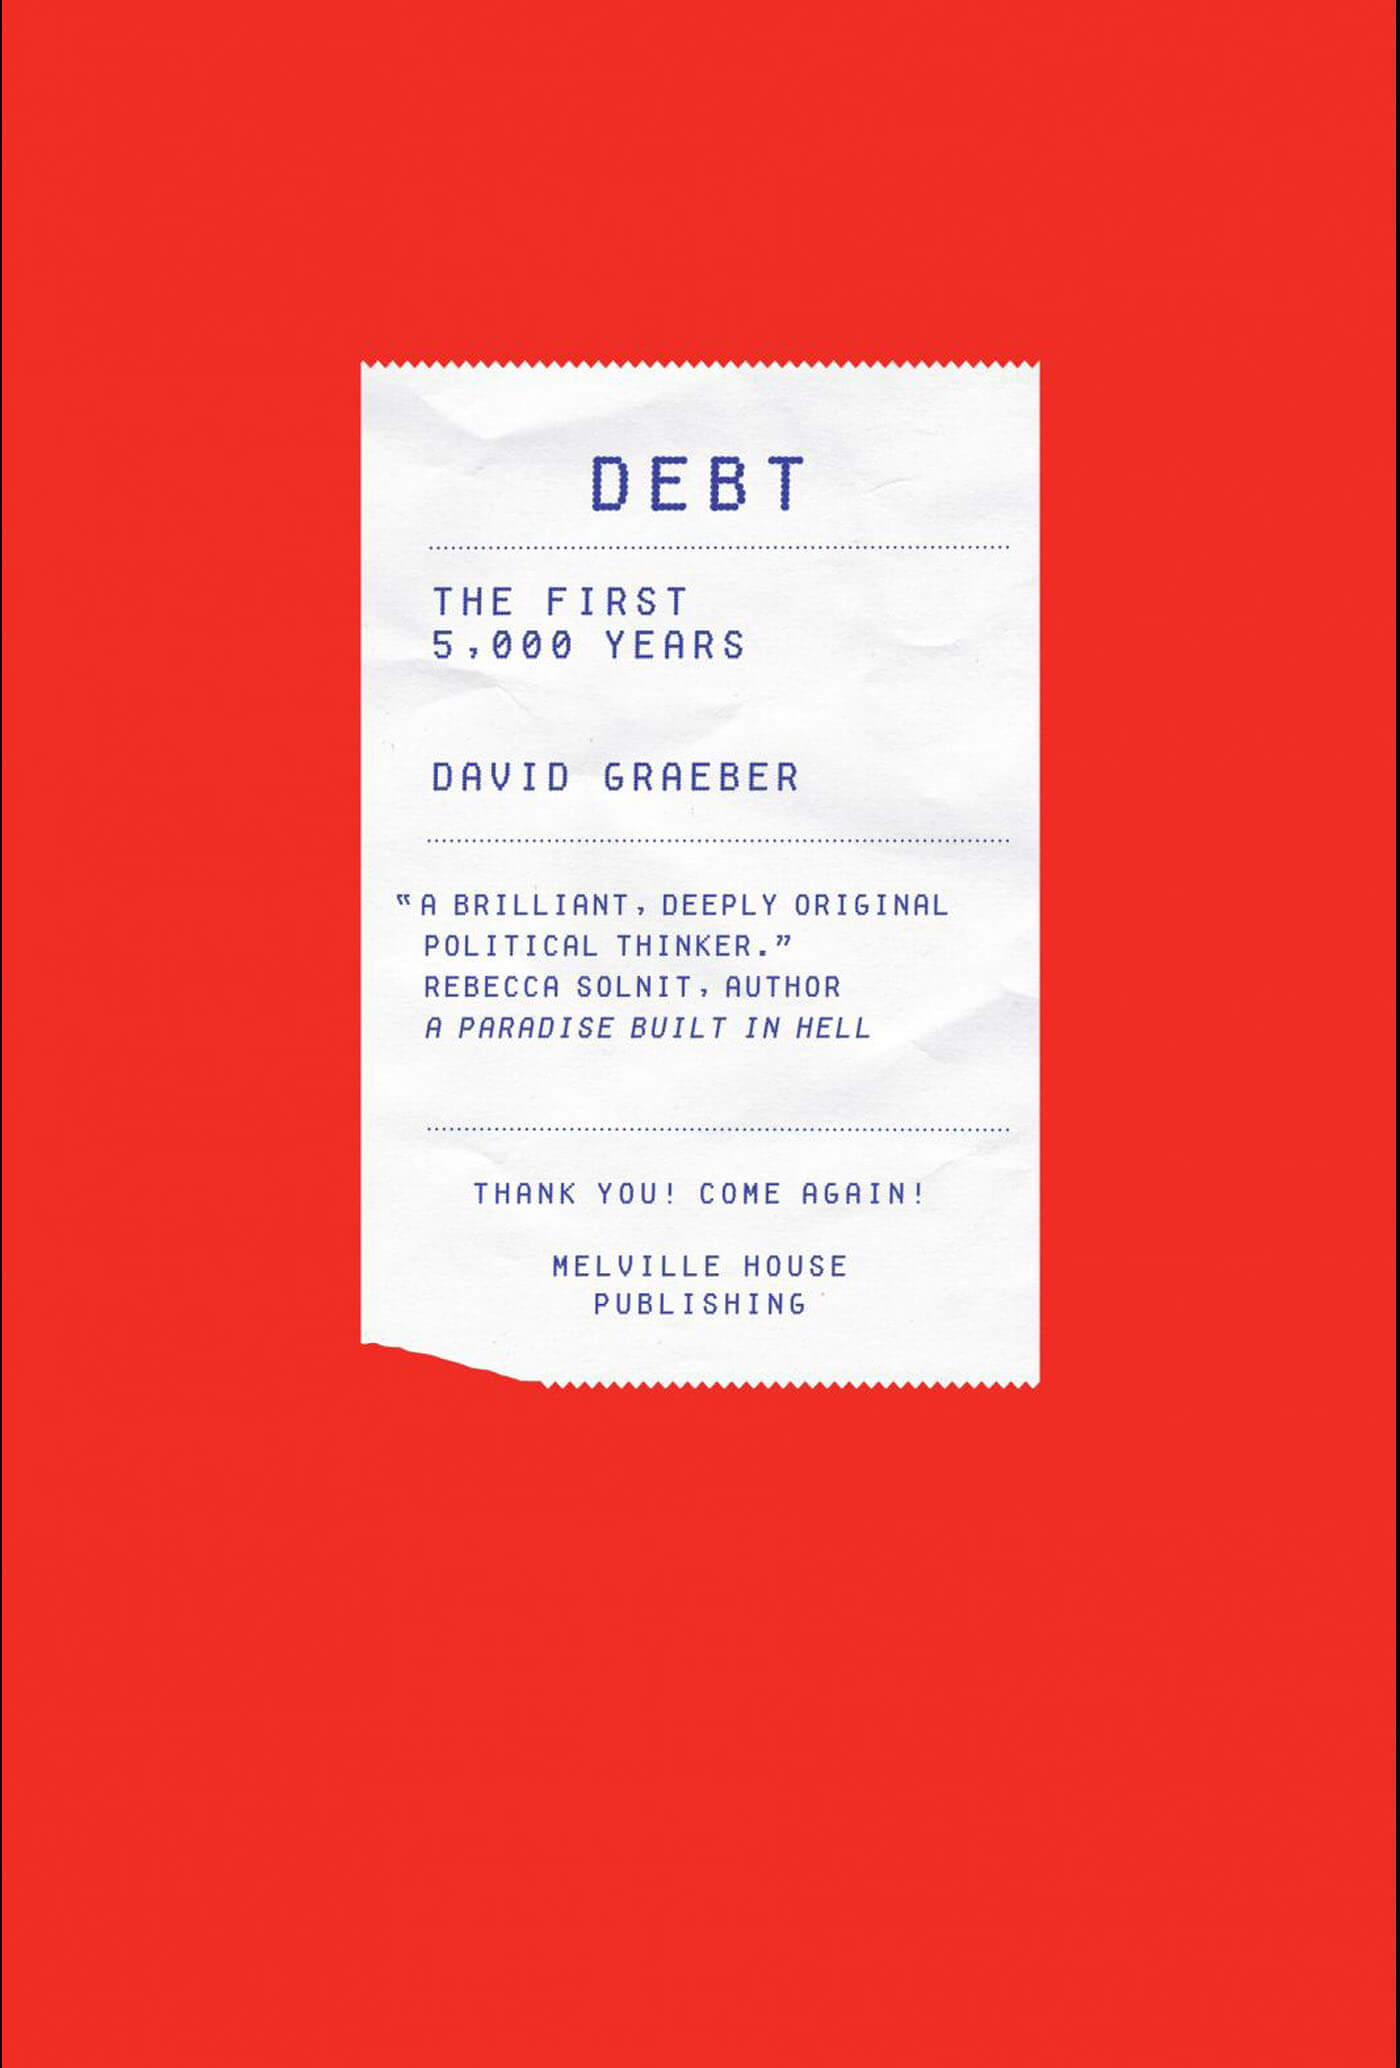 DEBT
THE FIRST
5,000 YEARS
DAVID GRAEBER
“A BRILLIANT, DEEPLY ORIGINAL
POLITICAL THINKER.”
REBECCA SOLNIT, AUTHOR
A PARADISE BUILT IN HELL
THANK YOU! COME AGAIN!
MELVILLE HOUSE
PUBLISHING